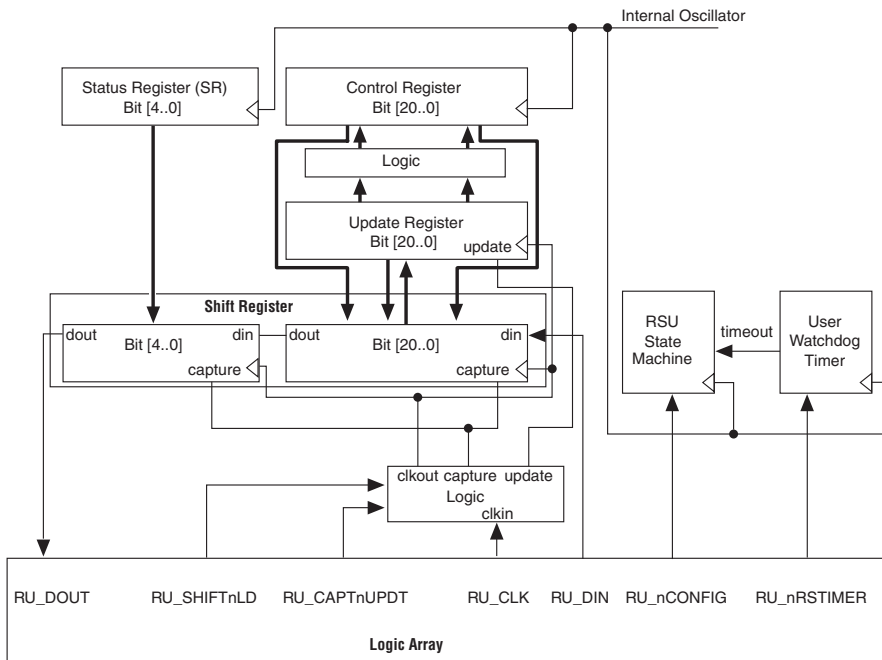 Internal Oscillator
Status Register (SR)
Bit [4..0]
Control Register
Bit [20..0]
Logic
Update Register
Bit [20..0]
update
Shift Register
dout
Bit [4..0]
din
capture
dout
Bit [20..0]
din
capture
RSU
State
Machine
timeout
User
Watchdog
Timer
clkout capture update
Logic
clkin
RU_DOUT RU_SHIFTnLD RU_CAPTnUPDT RU_CLK RU_DIN RU_nCONFIG RU_nRSTIMER
Logic Array